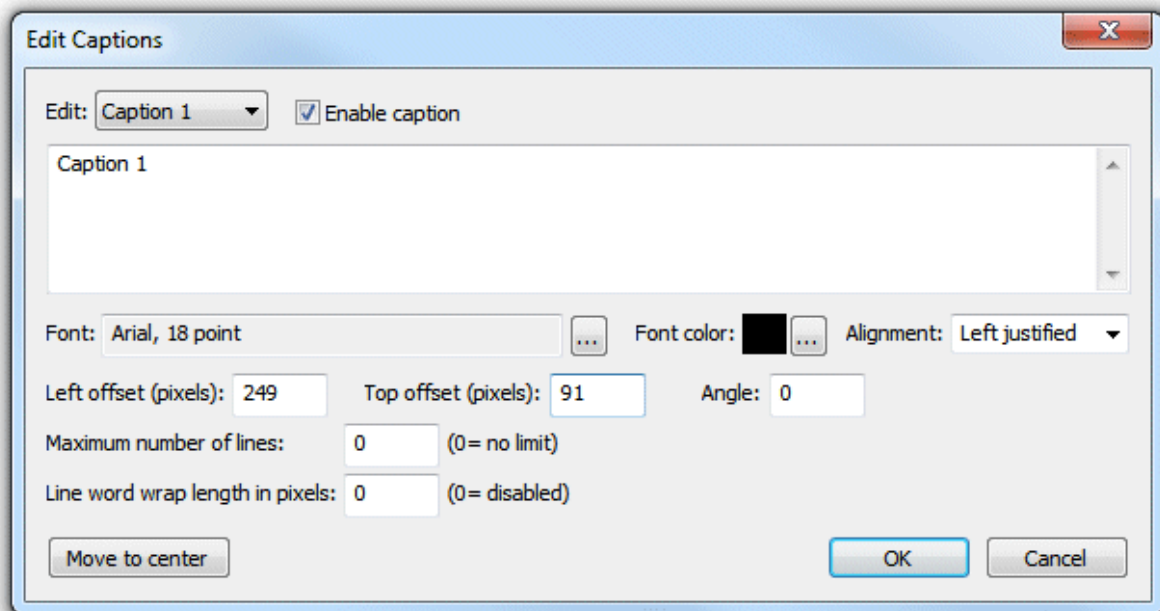 Edit Captions
Edit: Caption 1 Enable caption
Caption 1
Font: Arial, 18 point ... Font color: ... Alignment: Left justified
Left offset (pixels): 249 Top offset (pixels): 91 Angle: 0
Maximum number of lines: 0 (0= no limit)
Line word wrap length in pixels: 0 (0= disabled)
Move to center OK Cancel